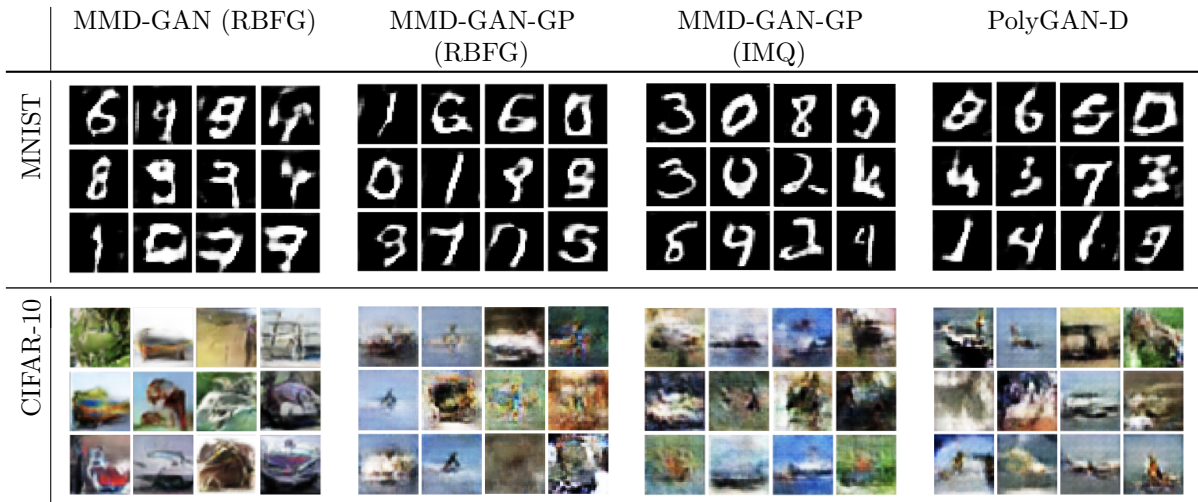 MMD-GAN (RBFG)
MMD-GAN-GP
(RBFG)
MMD-GAN-GP
(IMQ)
PolyGAN-D
MNIST
CIFAR-10